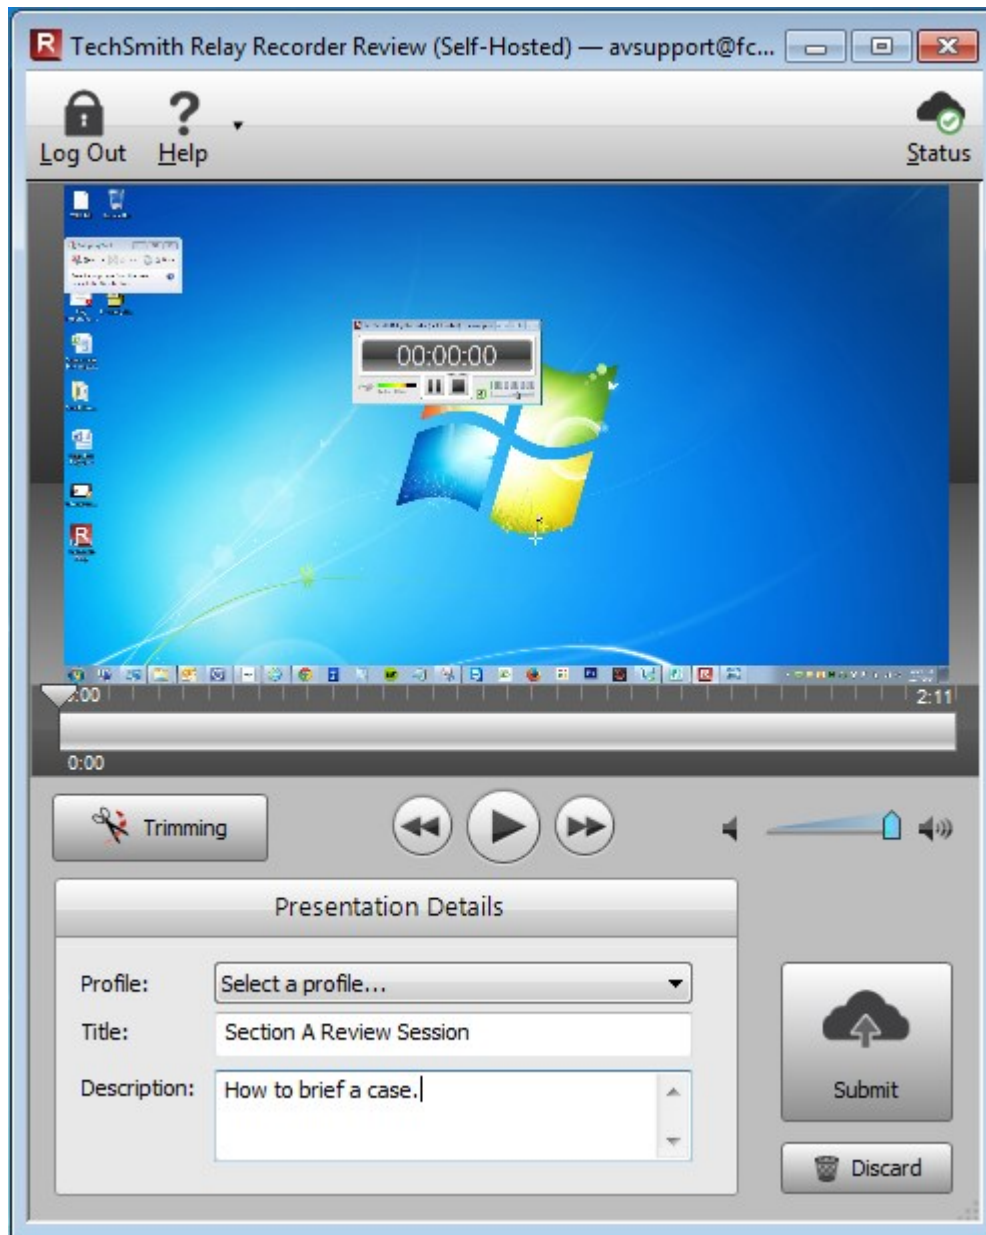 R TechSmith Relay Recorder Review (Self-Hosted) — avsupport@fc...
Log Out Help Status
00:00:00
R
2:11
0:00
Trimming
Presentation Details
Profile: Select a profile...
Title: Section A Review Session
Description: How to brief a case.
Submit
Discard